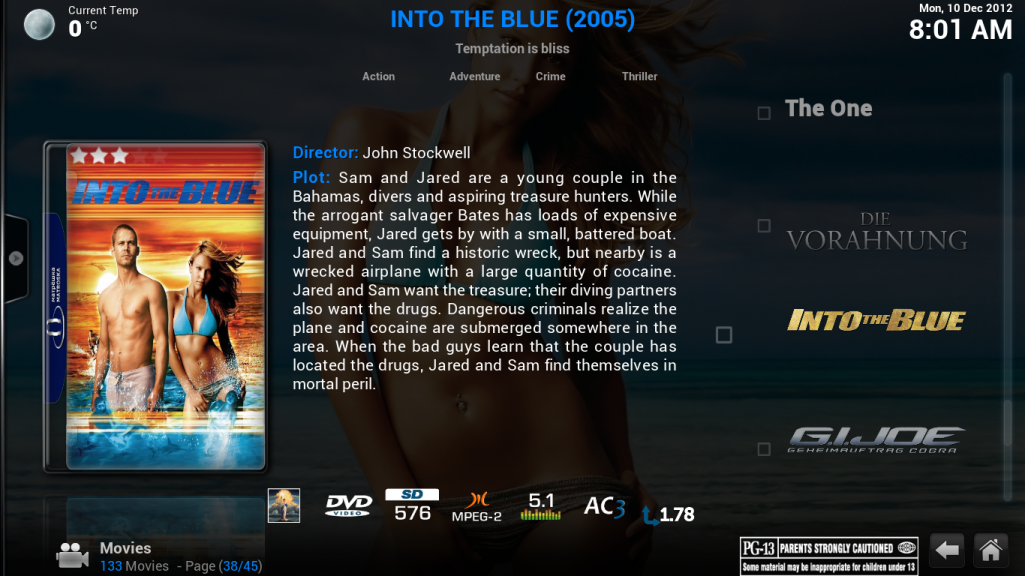 Current Temp
0 °C
INTO THE BLUE (2005)
Temptation is bliss
Action Adventure Crime Thriller
Mon, 10 Dec 2012
8:01 AM
INTO THE BLUE
матрёшка
MATROSKA
Director: John Stockwell
Plot: Sam and Jared are a young couple in the
Bahamas, divers and aspiring treasure hunters. While
the arrogant salvager Bates has loads of expensive
equipment, Jared gets by with a small, battered boat.
Jared and Sam find a historic wreck, but nearby is a
wrecked airplane with a large quantity of cocaine.
Jared and Sam want the treasure; their diving partners
also want the drugs. Dangerous criminals realize the
plane and cocaine are submerged somewhere in the
area. When the bad guys learn that the couple has
located the drugs, Jared and Sam find themselves in
mortal peril.
The One
DIE
VORAHNUNG
INTO THE BLUE
G.I. JOE
GEHEIMAUFTRAG COBRA
DVD
VIDEO
SD
576
MPEG-2
5.1
AC3
1.78
Movies
133 Movies - Page (38/45)
PG-13 PARENTS STRONGLY CAUTIONED
Some material may be inappropriate for children under 13